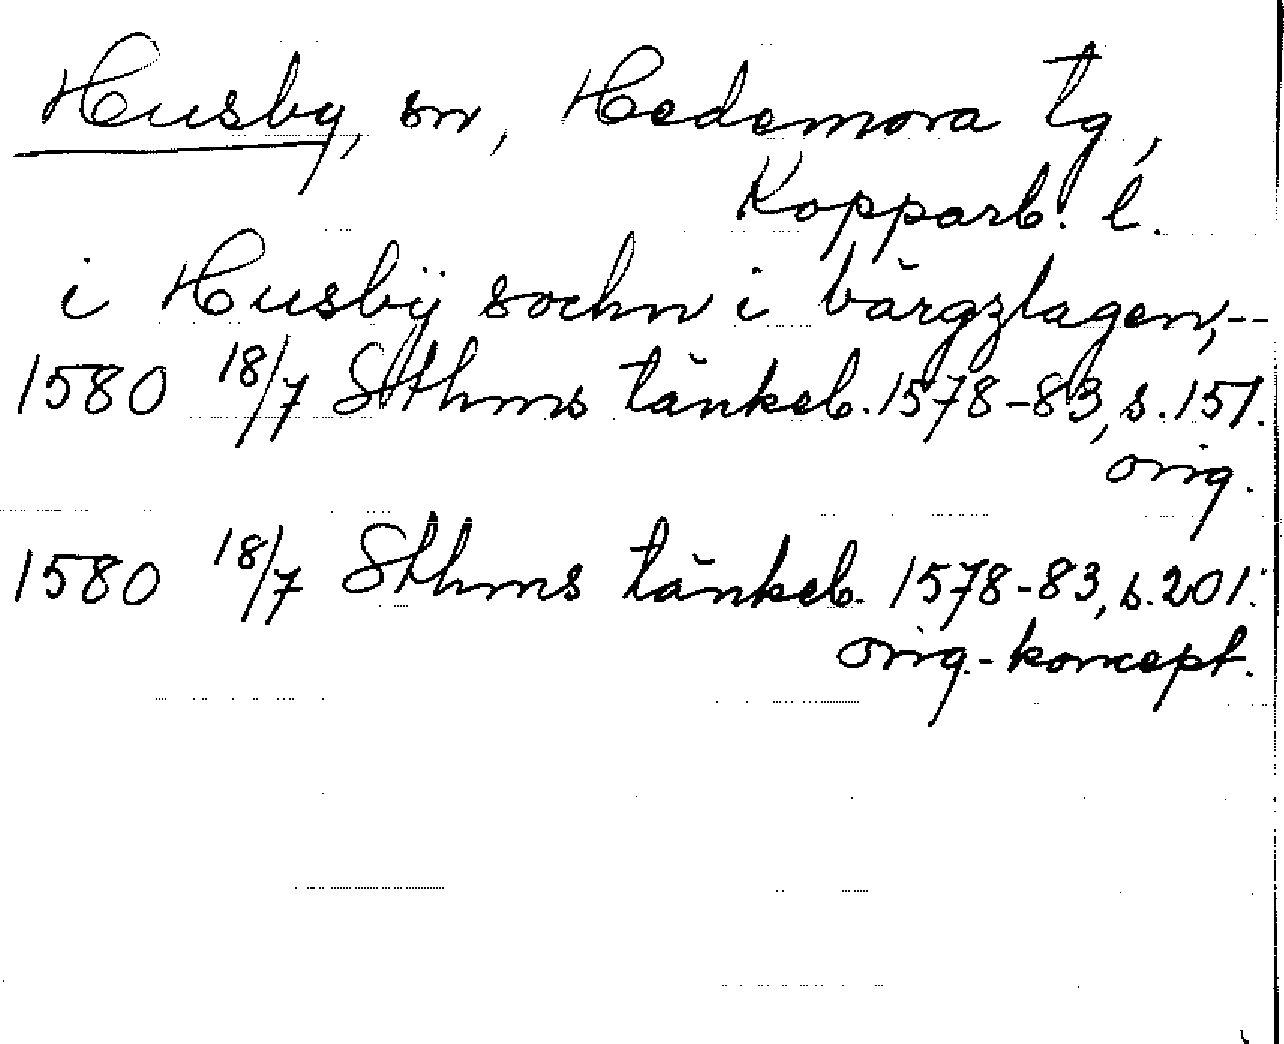 Husby, sn, Hedemora tg,
Kopparb. l.
i Husbÿ sochn i bärgzlagen,--
1580 18/7 Sthms tänkeb. 1578-83, s. 151.
orig.
1580 18/7 Sthms tänkeb. 1578-83, s. 201.
orig.-koncept.